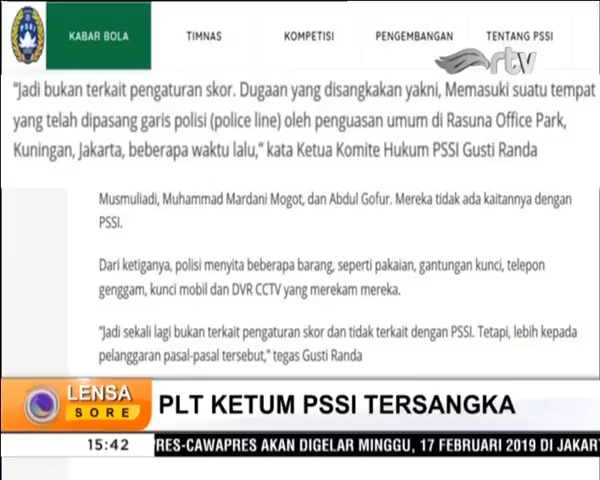 PSSI
KABAR BOLA
TIMNAS
KOMPETISI
PENGEMBANGAN
TENTANG PSSI
rtv
“Jadi bukan terkait pengaturan skor. Dugaan yang disangkakan yakni, Memasuki suatu tempat
yang telah dipasang garis polisi (police line) oleh penguasan umum di Rasuna Office Park,
Kuningan, Jakarta, beberapa waktu lalu,” kata Ketua Komite Hukum PSSI Gusti Randa
Musmuliadi, Muhammad Mardani Mogot, dan Abdul Gofur. Mereka tidak ada kaitannya dengan
PSSI.
Dari ketiganya, polisi menyita beberapa barang, seperti pakaian, gantungan kunci, telepon
genggam, kunci mobil dan DVR CCTV yang merekam mereka.
“Jadi sekali lagi bukan terkait pengaturan skor dan tidak terkait dengan PSSI. Tetapi, lebih kepada
pelanggaran pasal-pasal tersebut,” tegas Gusti Randa
LENSA
SORE
PLT KETUM PSSI TERSANGKA
15:42
RES-CAWAPRES AKAN DIGELAR MINGGU, 17 FEBRUARI 2019 DI JAKART